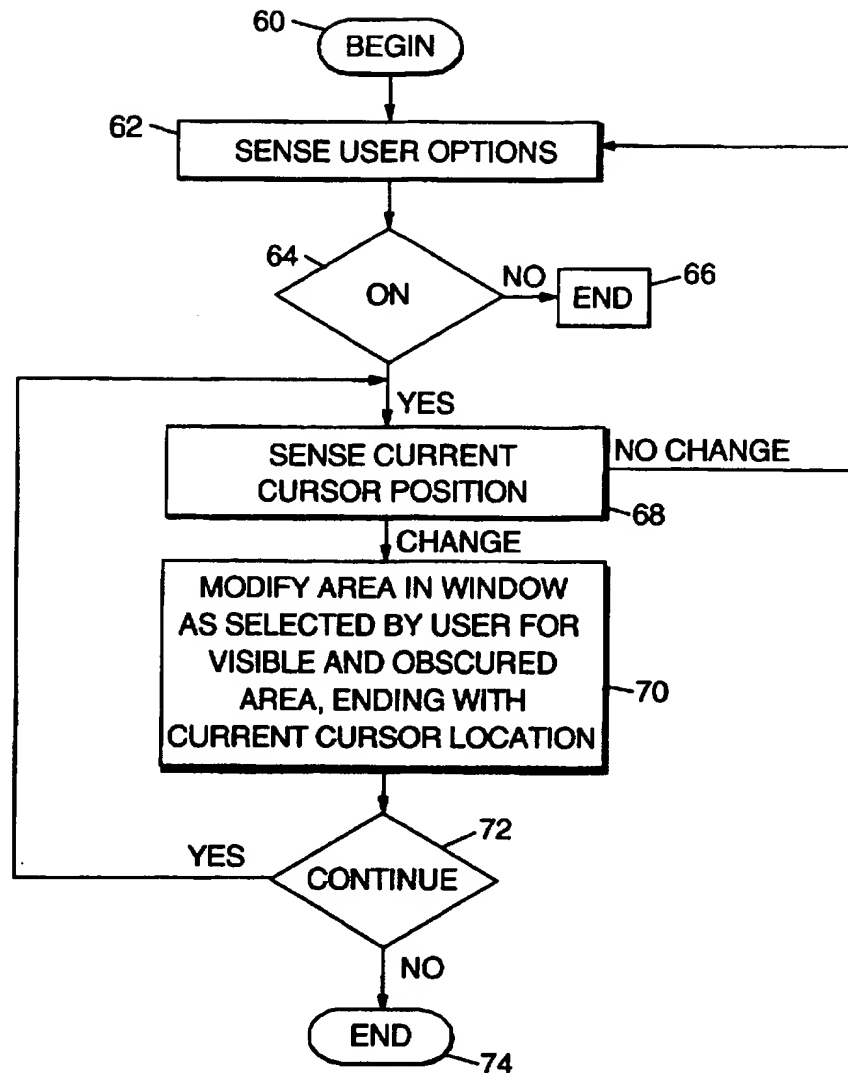 60
BEGIN
62
SENSE USER OPTIONS
64
ON
NO
END
66
YES
SENSE CURRENT
CURSOR POSITION
NO CHANGE
68
CHANGE
MODIFY AREA IN WINDOW
AS SELECTED BY USER FOR
VISIBLE AND OBSCURED
AREA, ENDING WITH
CURRENT CURSOR LOCATION
70
72
YES
CONTINUE
NO
END
74